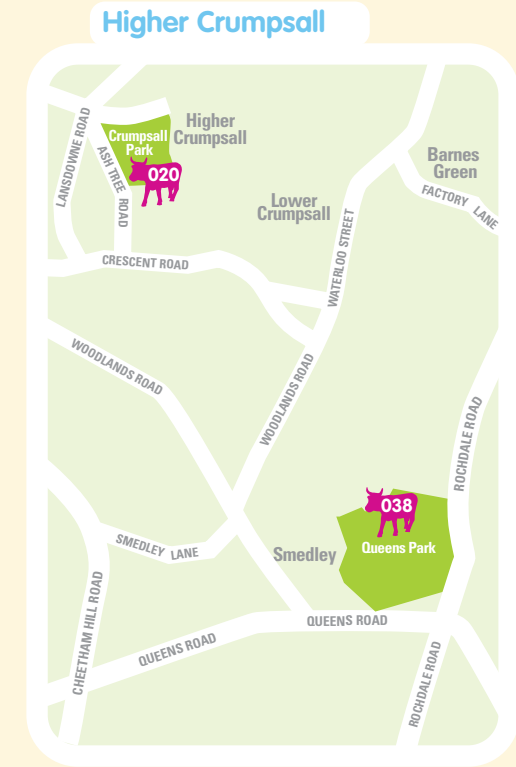 Higher Crumpsall
LANSDOWNE ROAD
Crumpsall
Park
020
Higher
Crumpsall
ASH TREE ROAD
Barnes
Green
FACTORY LANE
Lower
Crumpsall
WATERLOO STREET
CRESCENT ROAD
WOODLANDS ROAD
WOODLANDS ROAD
ROCHDALE ROAD
038
Queens Park
SMEDLEY LANE
Smedley
CHEETHAM HILL ROAD
QUEENS ROAD
QUEENS ROAD
ROCHDALE ROAD